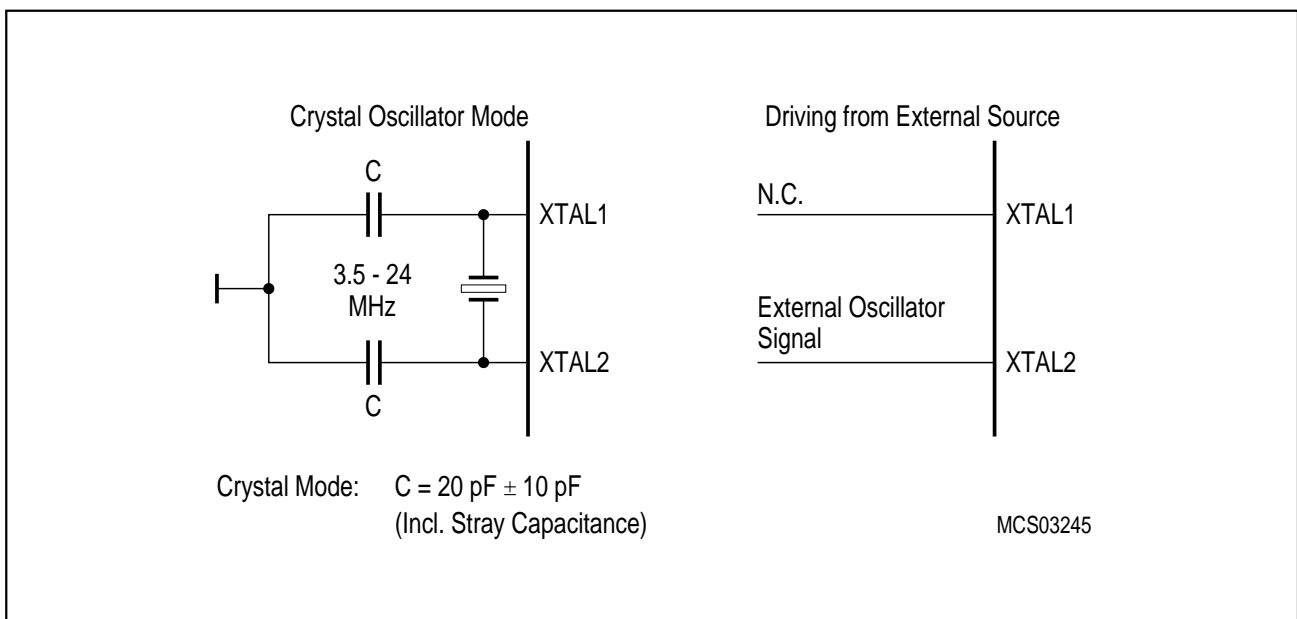 Crystal Oscillator Mode
C
XTAL1
3.5 - 24
MHz
XTAL2
C
Crystal Mode: C = 20 pF ± 10 pF
(Incl. Stray Capacitance)
Driving from External Source
N.C.
XTAL1
External Oscillator
Signal
XTAL2
MCS03245